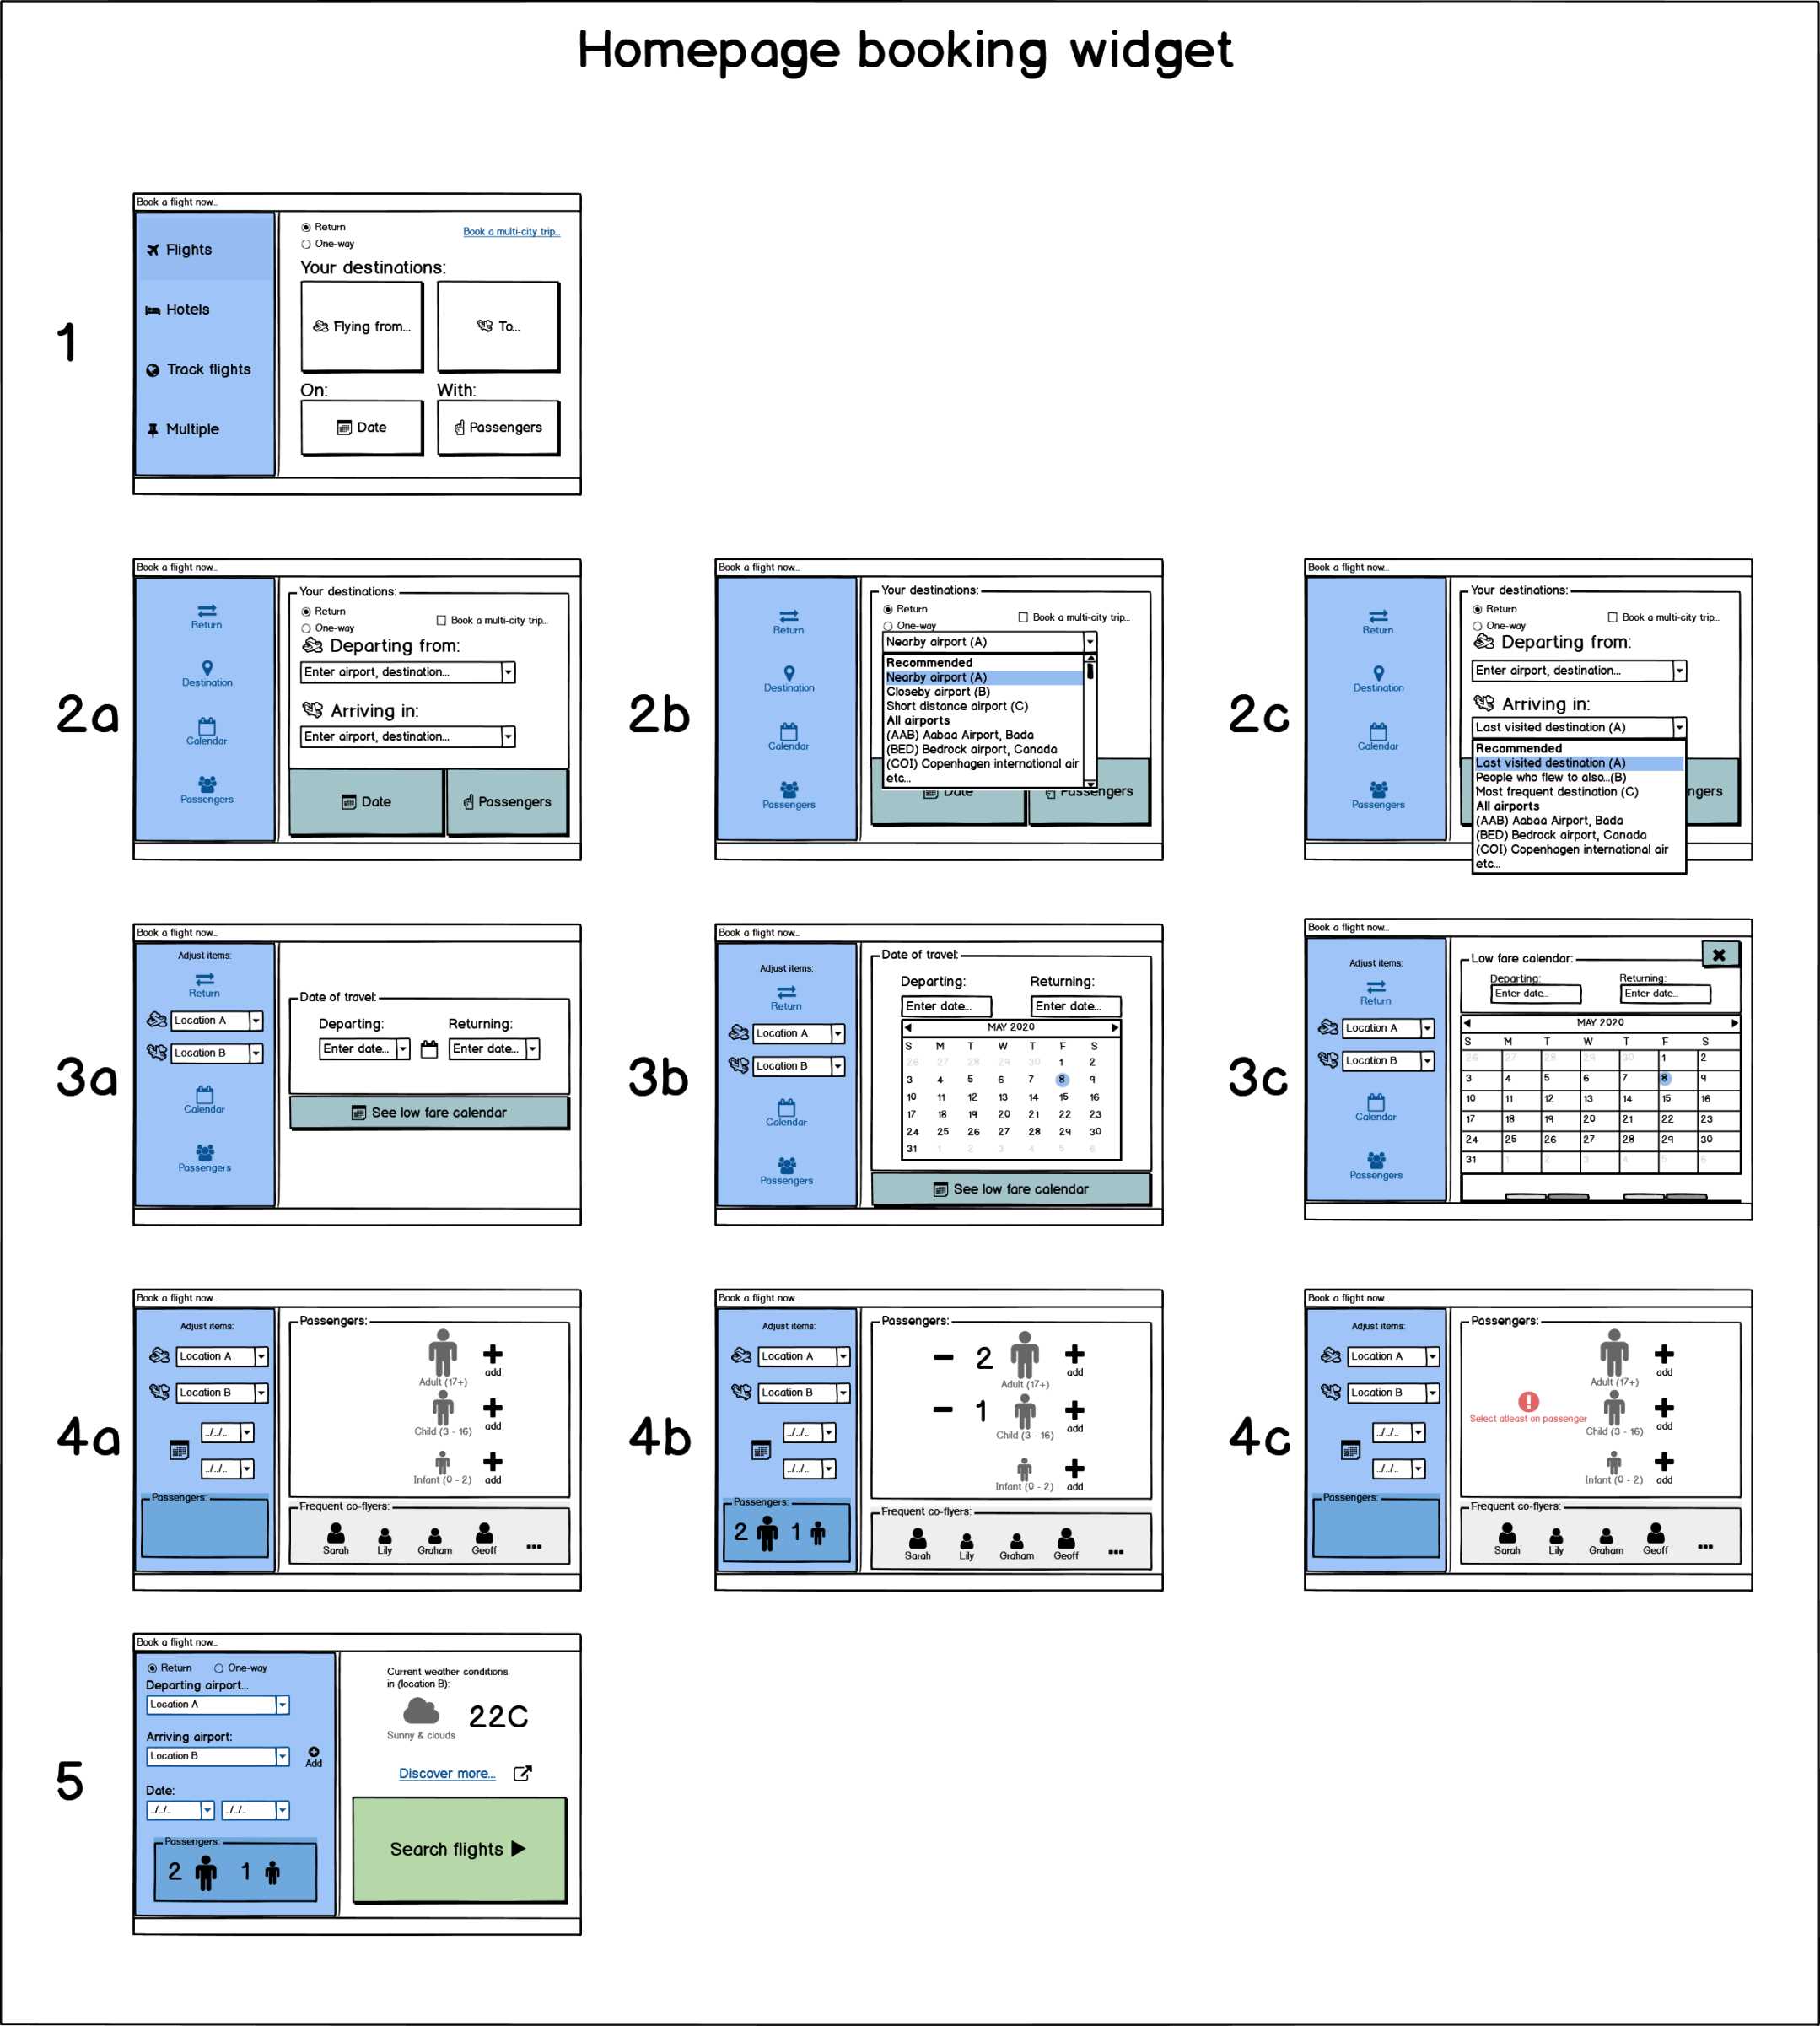 Homepage booking widget
1
Book a flight now...
Flights
Hotels
Track flights
Multiple
Return
One-way
Book a multi-city trip...
Your destinations:
Flying from...
To...
On:
With:
Date
Passengers
2a
Book a flight now...
Return
Destination
Calendar
Passengers
Your destinations:
Return
One-way
Book a multi-city trip...
Departing from:
Enter airport, destination...
Arriving in:
Enter airport, destination...
Date
Passengers
2b
Book a flight now...
Return
Destination
Calendar
Passengers
Your destinations:
Return
One-way
Book a multi-city trip...
Nearby airport (A)
Recommended
Nearby airport (A)
Closeby airport (B)
Short distance airport (C)
All airports
(AAB) Aabaa Airport, Bada
(BED) Bedrock airport, Canada
(COI) Copenhagen international air
etc...
Date
Passengers
2c
Book a flight now...
Return
Destination
Calendar
Passengers
Your destinations:
Return
One-way
Book a multi-city trip...
Departing from:
Enter airport, destination...
Arriving in:
Last visited destination (A)
Recommended
Last visited destination (A)
People who flew to also...(B)
Most frequent destination (C)
All airports
(AAB) Aabaa Airport, Bada
(BED) Bedrock airport, Canada
(COI) Copenhagen international air
etc...
ngers
3a
Book a flight now...
Adjust items:
Return
Location A
Location B
Calendar
Passengers
Date of travel:
Departing:
Returning:
Enter date...
Enter date...
See low fare calendar
3b
Book a flight now...
Adjust items:
Return
Location A
Location B
Calendar
Passengers
Date of travel:
Departing:
Returning:
Enter date...
Enter date...
MAY 2020
S M T W T F S
26 27 28 29 30 1 2
3 4 5 6 7 8 9
10 11 12 13 14 15 16
17 18 19 20 21 22 23
24 25 26 27 28 29 30
31 1 2 3 4 5 6
See low fare calendar
3c
Book a flight now...
Adjust items:
Return
Location A
Location B
Calendar
Passengers
Low fare calendar:
Departing:
Returning:
Enter date...
Enter date...
MAY 2020
S M T W T F S
26 27 28 29 30 1 2
3 4 5 6 7 8 9
10 11 12 13 14 15 16
17 18 19 20 21 22 23
24 25 26 27 28 29 30
31 1 2 3 4 5 6
4a
Book a flight now...
Adjust items:
Location A
Location B
../../..
../../..
Passengers:
Passengers:
Adult (17+)
add
Child (3 - 16)
add
Infant (0 - 2)
add
Frequent co-flyers:
Sarah
Lily
Graham
Geoff
...
4b
Book a flight now...
Adjust items:
Location A
Location B
../../..
../../..
Passengers:
2 1
Passengers:
- 2
Adult (17+)
add
- 1
Child (3 - 16)
add
Infant (0 - 2)
add
Frequent co-flyers:
Sarah
Lily
Graham
Geoff
...
4c
Book a flight now...
Adjust items:
Location A
Location B
../../..
../../..
Passengers:
Passengers:
Adult (17+)
add
Select atleast on passenger
Child (3 - 16)
add
Infant (0 - 2)
add
Frequent co-flyers:
Sarah
Lily
Graham
Geoff
...
5
Book a flight now...
Return
One-way
Departing airport...
Location A
Arriving airport:
Location B
Add
Date:
../../..
../../..
Passengers:
2 1
Current weather conditions
in (location B):
22C
Sunny & clouds
Discover more...
Search flights